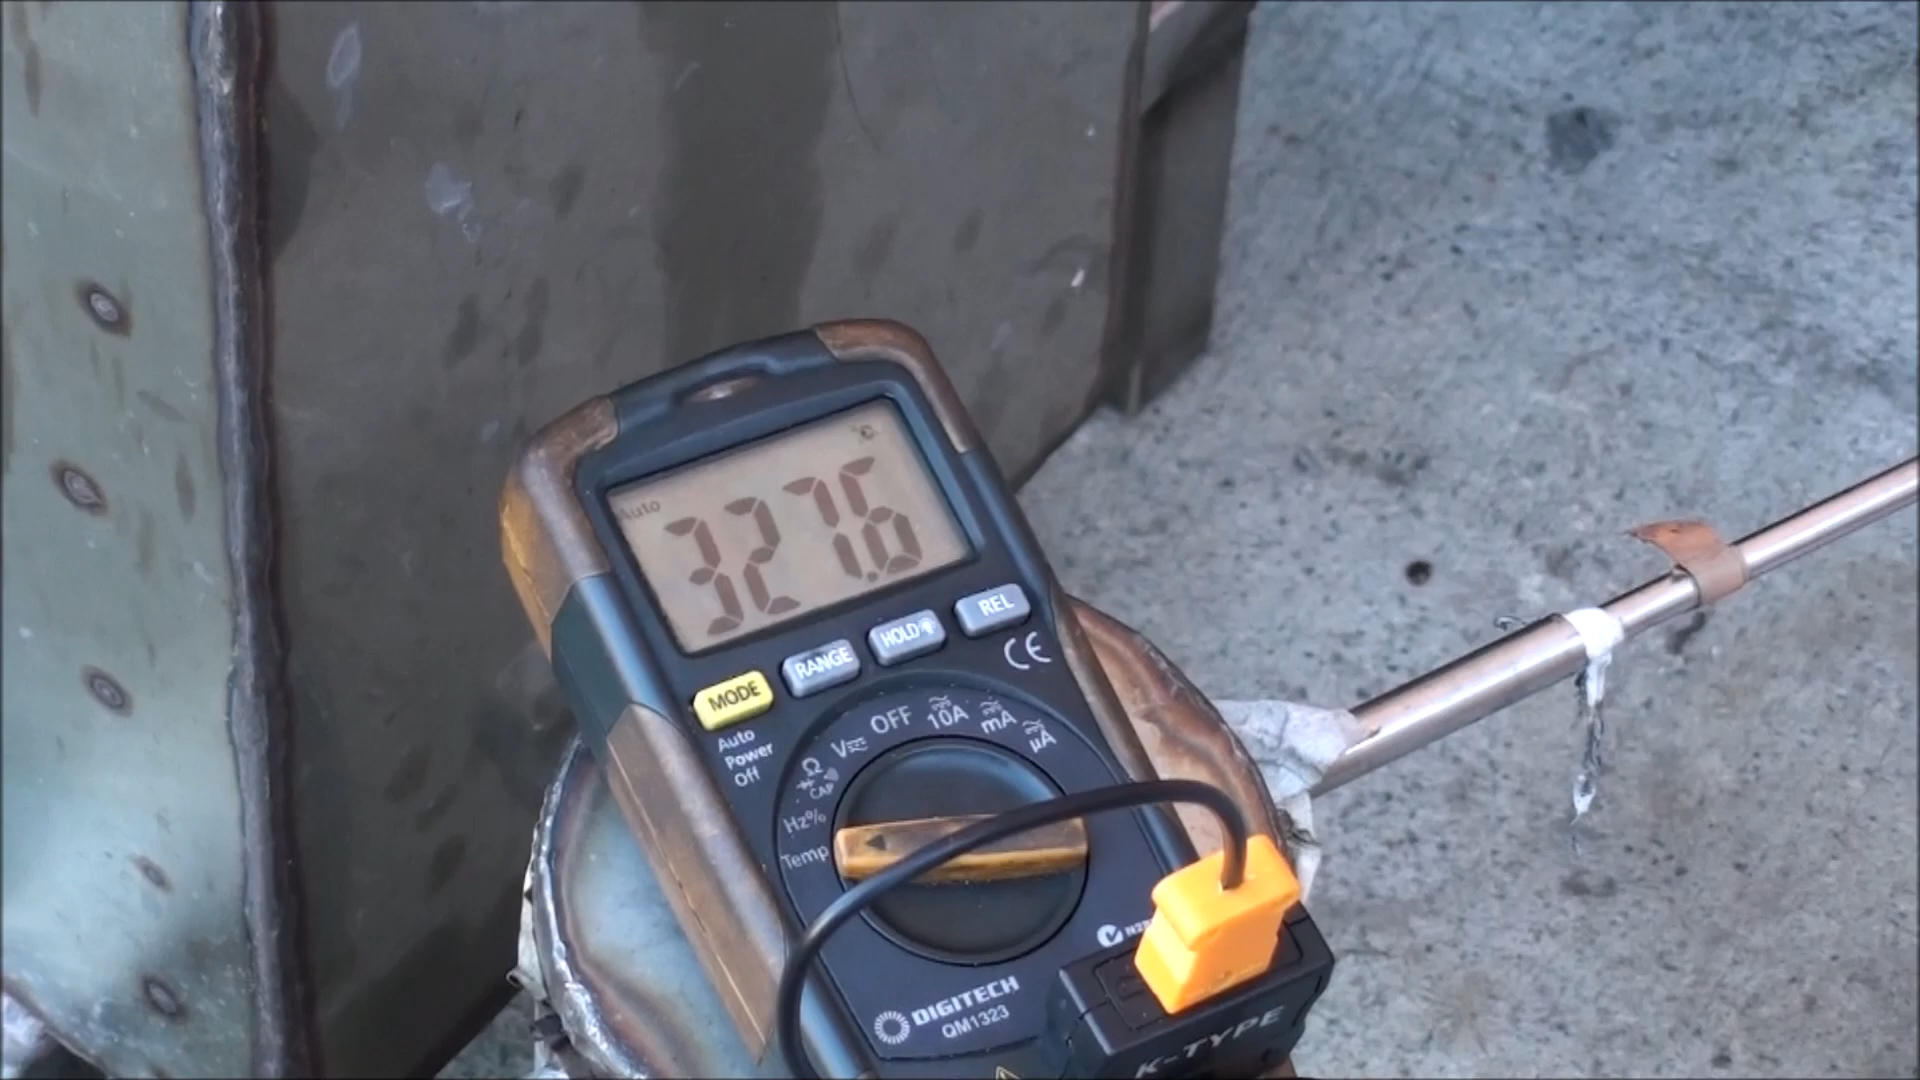 °C
Auto
327.6
MODE RANGE HOLD REL
Auto
Power
Off
CE
OFF
10A
mA
µA
V
Ω
CAP
Hz%
Temp
DIGITECH
QM1323
K-TYPE